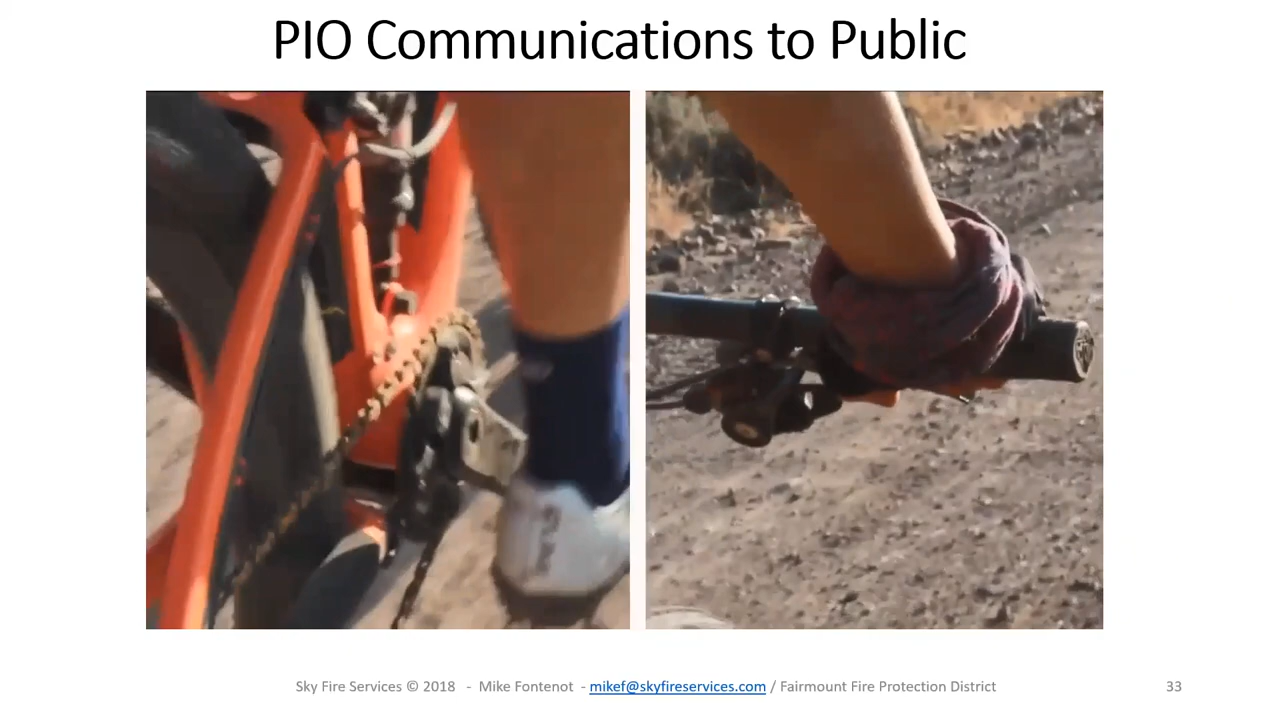 PIO Communications to Public
Sky Fire Services © 2018 - Mike Fontenot - mikef@skyfireservices.com / Fairmount Fire Protection District
33